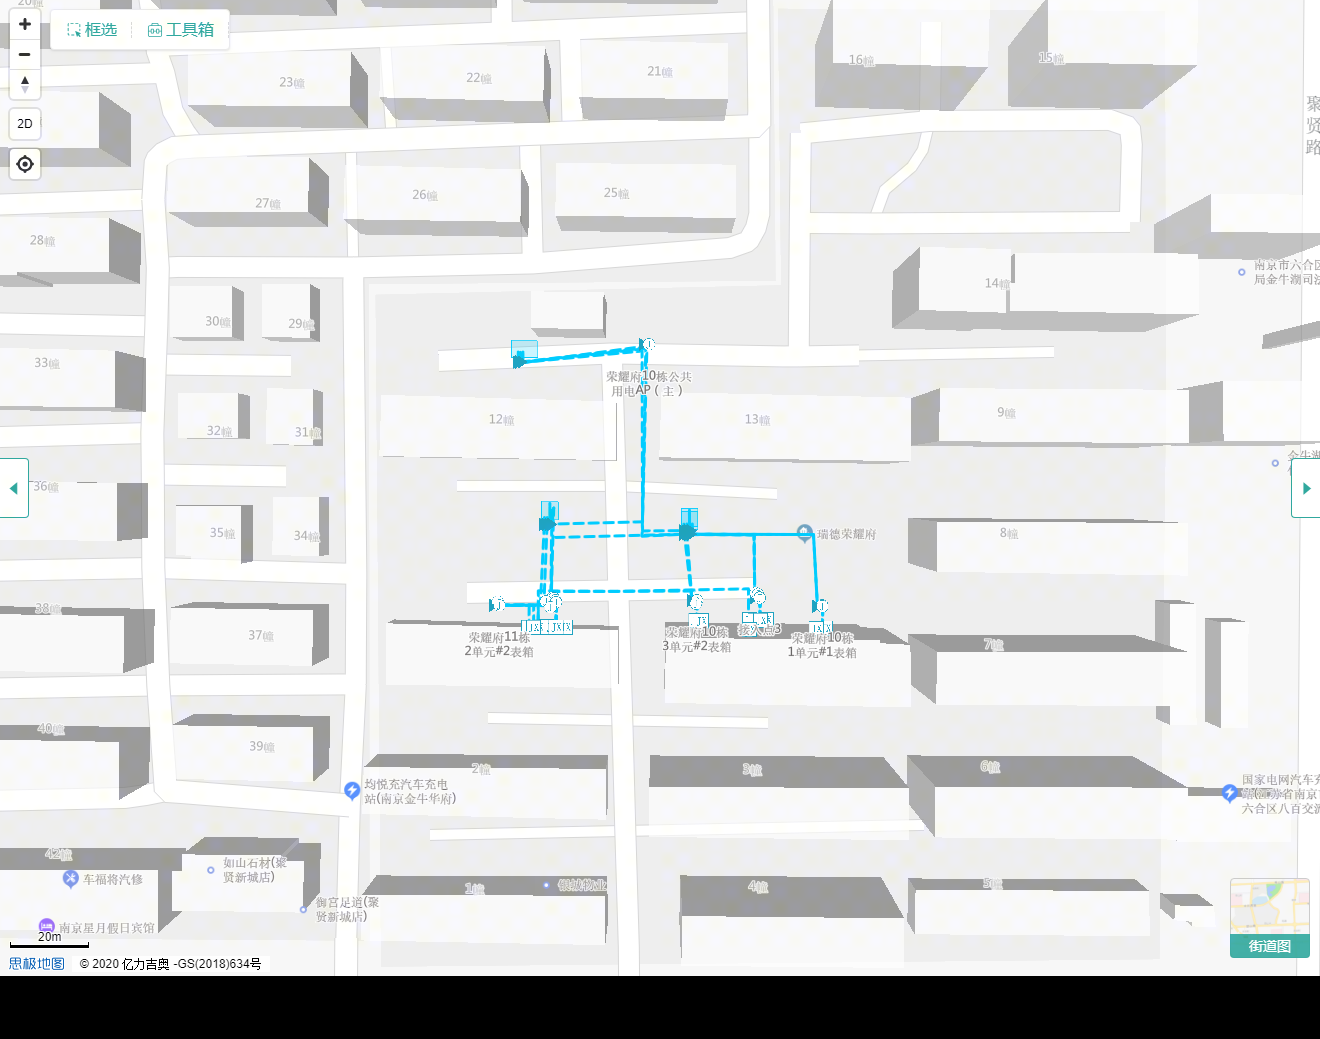 20幢
框选
工具箱
2D
23幢
22幢
21幢
16幢
15幢
聚
贤
路
27幢
26幢
25幢
28幢
14幢
南京市六合区
局金牛湖司法
30幢
29幢
33幢
荣耀府10栋公共
用电AP（主）
12幢
13幢
9幢
32幢
31幢
金牛湖
36幢
35幢
34幢
瑞德荣耀府
8幢
38幢
37幢
荣耀府11栋
2单元#2表箱
荣耀府10栋
3单元#2表箱
接入点3
荣耀府10栋
1单元#1表箱
JX
JX
7幢
40幢
39幢
2幢
3幢
6幢
均悦充汽车充电
站(南京金牛华府)
国家电网汽车充
站(江苏省南京
六合区八百交流
42幢
车福将汽修
如山石材(聚
贤新城店)
御宫足道(聚
贤新城店)
1幢
4幢
5幢
南京星月假日宾馆
20m
思极地图
© 2020 亿力吉奥 -GS(2018)634号
街道图